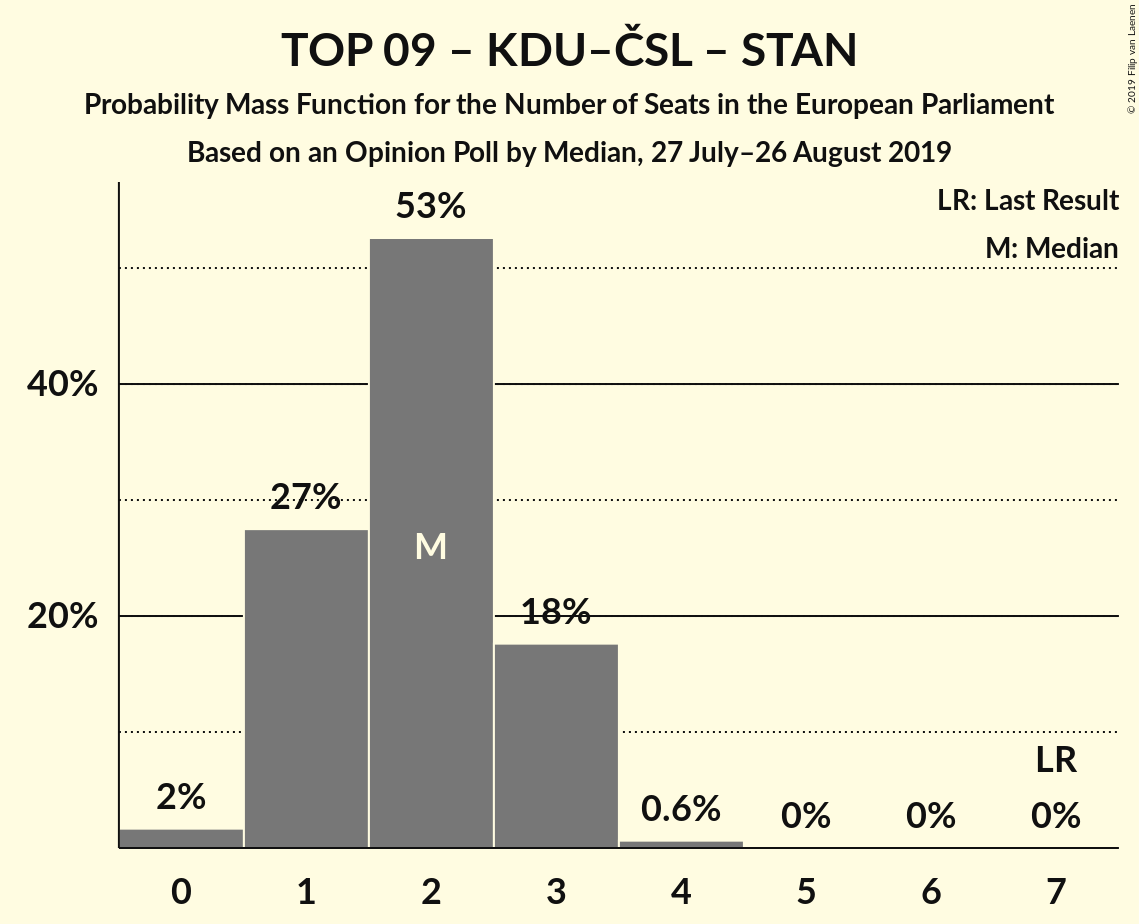 TOP 09 – KDU–ČSL – STAN
Probability Mass Function for the Number of Seats in the European Parliament
Based on an Opinion Poll by Median, 27 July–26 August 2019
© 2019 Filip van Laenen
LR: Last Result
M: Median
53%
40%
27%
M
20%
18%
2%
0.6%
0%
0%
LR
0%
0 1 2 3 4 5 6 7